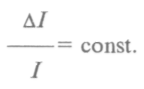 ΔI
I
= const.